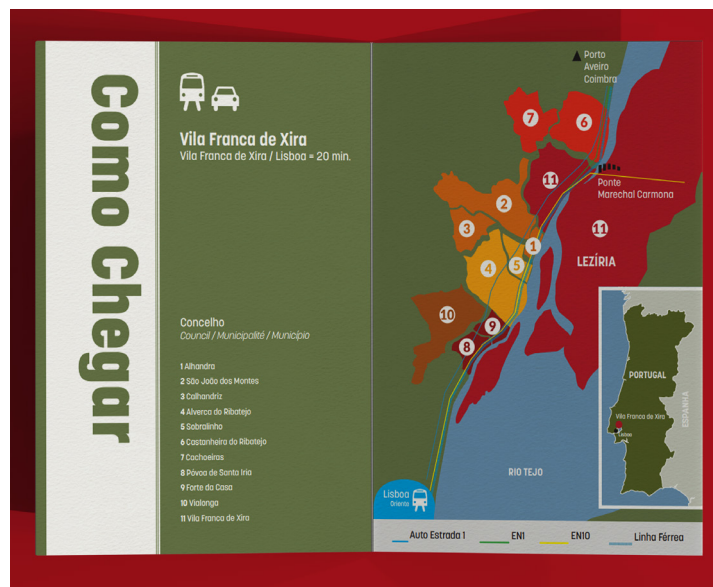 Como Chegar
Vila Franca de Xira
Vila Franca de Xira / Lisboa = 20 min.
Concelho
Council / Municipalité / Município
1 Alhandra
2 São João dos Montes
3 Calhandriz
4 Alverca do Ribatejo
5 Sobralinho
6 Castanheira do Ribatejo
7 Cachoeiras
8 Póvoa de Santa Iria
9 Forte da Casa
10 Vialonga
11 Vila Franca de Xira
Porto
Aveiro
Coimbra
7
6
11
Ponte
Marechal Carmona
2
3
11
1
LEZÍRIA
4
5
10
9
8
PORTUGAL
ESPANHA
Vila Franca de Xira
Lisboa
RIO TEJO
Lisboa
Oriente
Auto Estrada 1
EN1
EN10
Linha Férrea